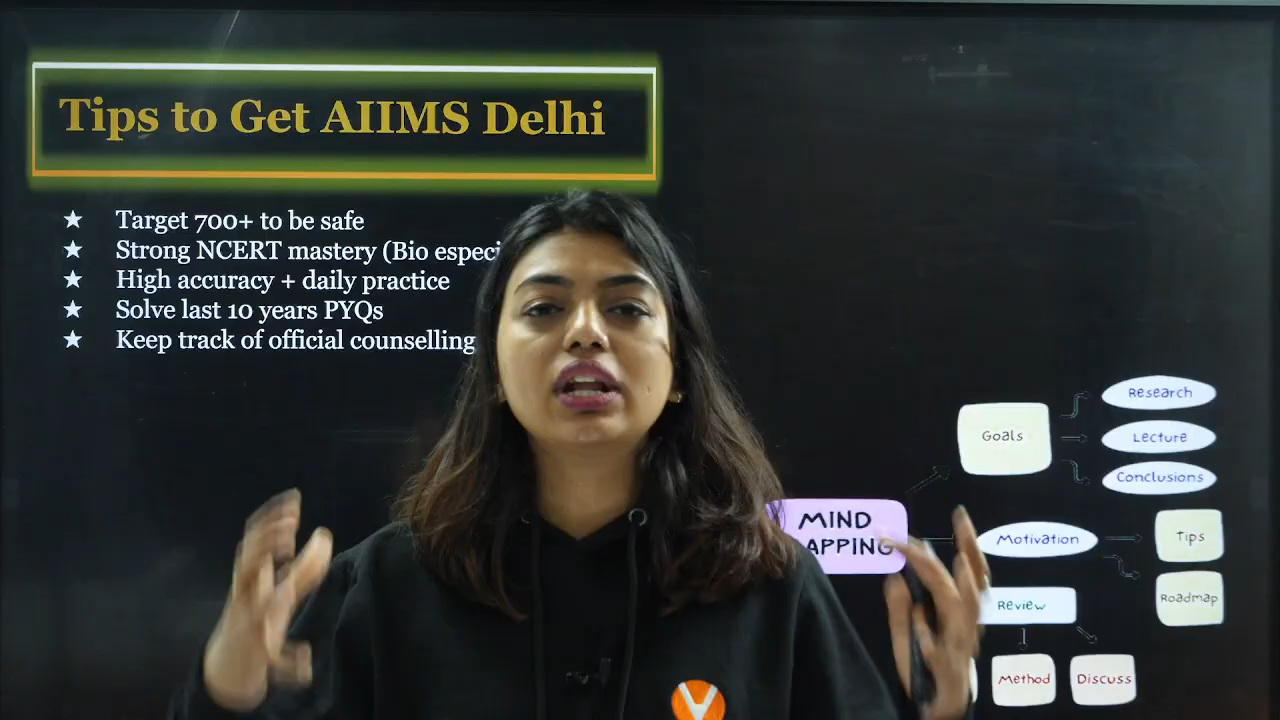 Tips to Get AIIMS Delhi
★ Target 700+ to be safe
★ Strong NCERT mastery (Bio especi
★ High accuracy + daily practice
★ Solve last 10 years PYQs
★ Keep track of official counselling
Research
Goals
Lecture
Conclusions
MIND
APPING
Motivation
Tips
Roadmap
Review
Method
Discuss